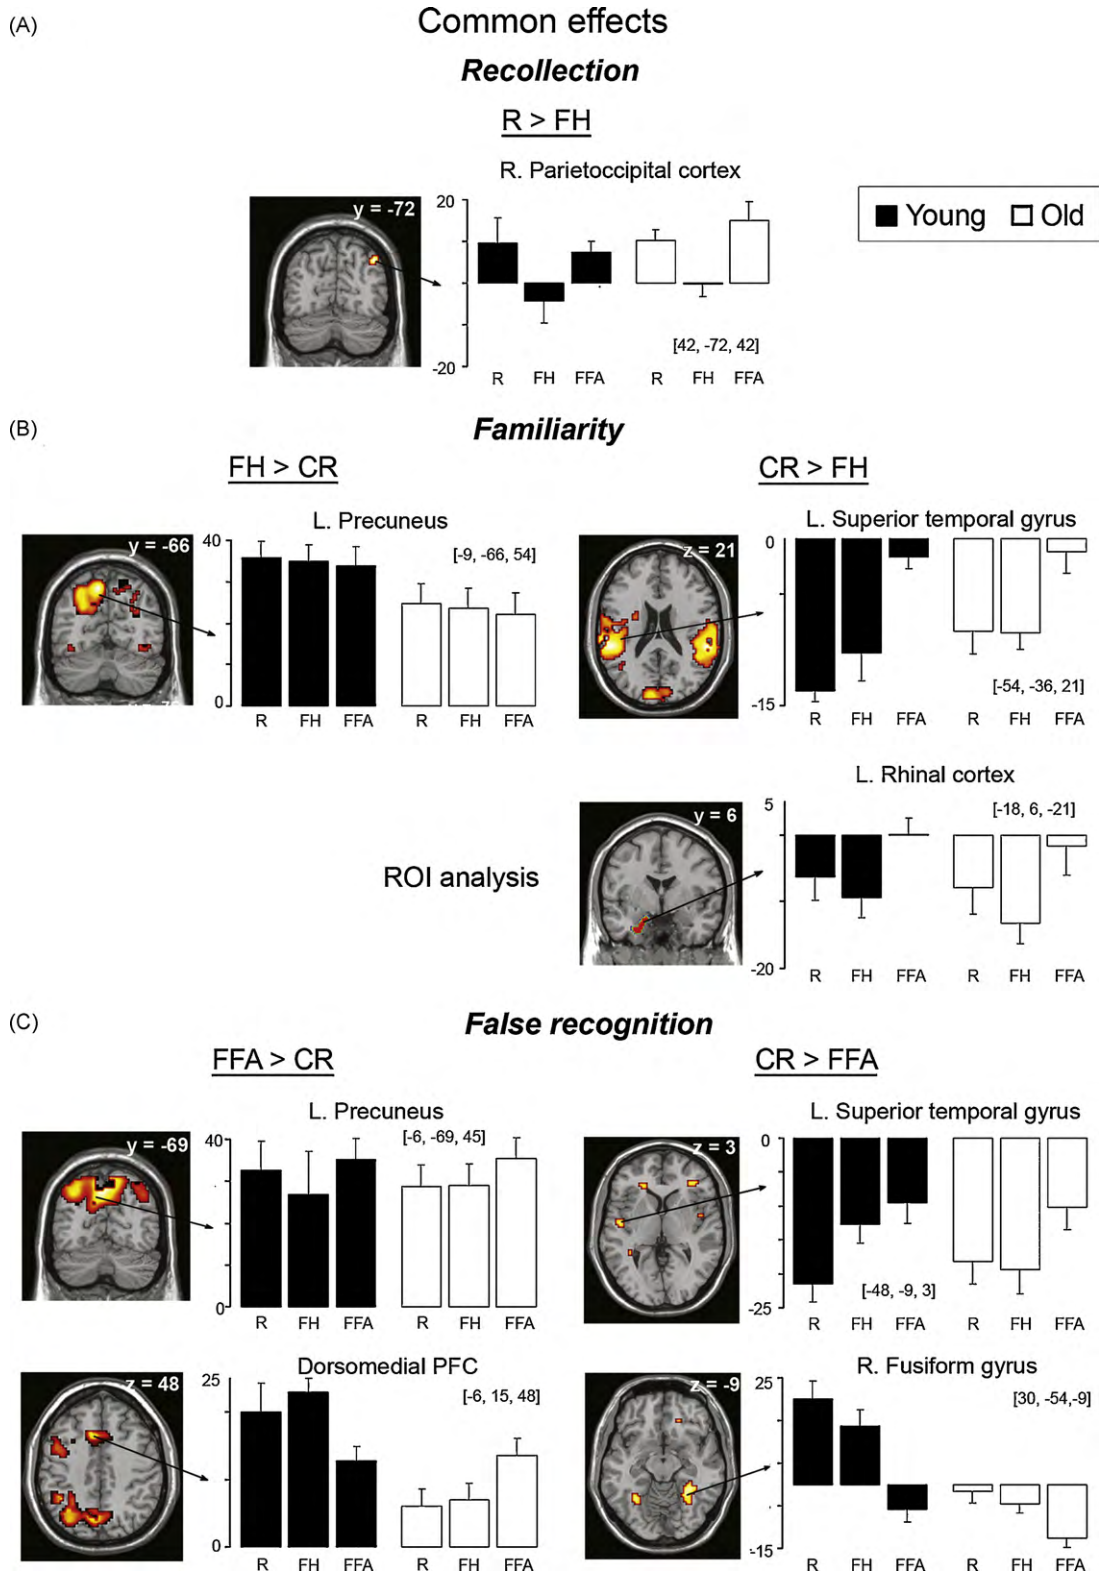 (A)
Common effects
Recollection
R > FH
R. Parietoccipital cortex
y = -72
20
-20
R FH FFA R FH FFA
[42, -72, 42]
Young Old
(B)
Familiarity
FH > CR
L. Precuneus
y = -66
40
0
[-9, -66, 54]
R FH FFA R FH FFA
CR > FH
L. Superior temporal gyrus
z = 21
0
-15
[-54, -36, 21]
R FH FFA R FH FFA
ROI analysis
L. Rhinal cortex
y = 6
5
-20
[-18, 6, -21]
R FH FFA R FH FFA
(C)
False recognition
FFA > CR
L. Precuneus
y = -69
40
0
[-6, -69, 45]
R FH FFA R FH FFA
CR > FFA
L. Superior temporal gyrus
z = 3
0
-25
[-48, -9, 3]
R FH FFA R FH FFA
Dorsomedial PFC
z = 48
25
0
[-6, 15, 48]
R FH FFA R FH FFA
R. Fusiform gyrus
z = -9
25
-15
[30, -54,-9]
R FH FFA R FH FFA